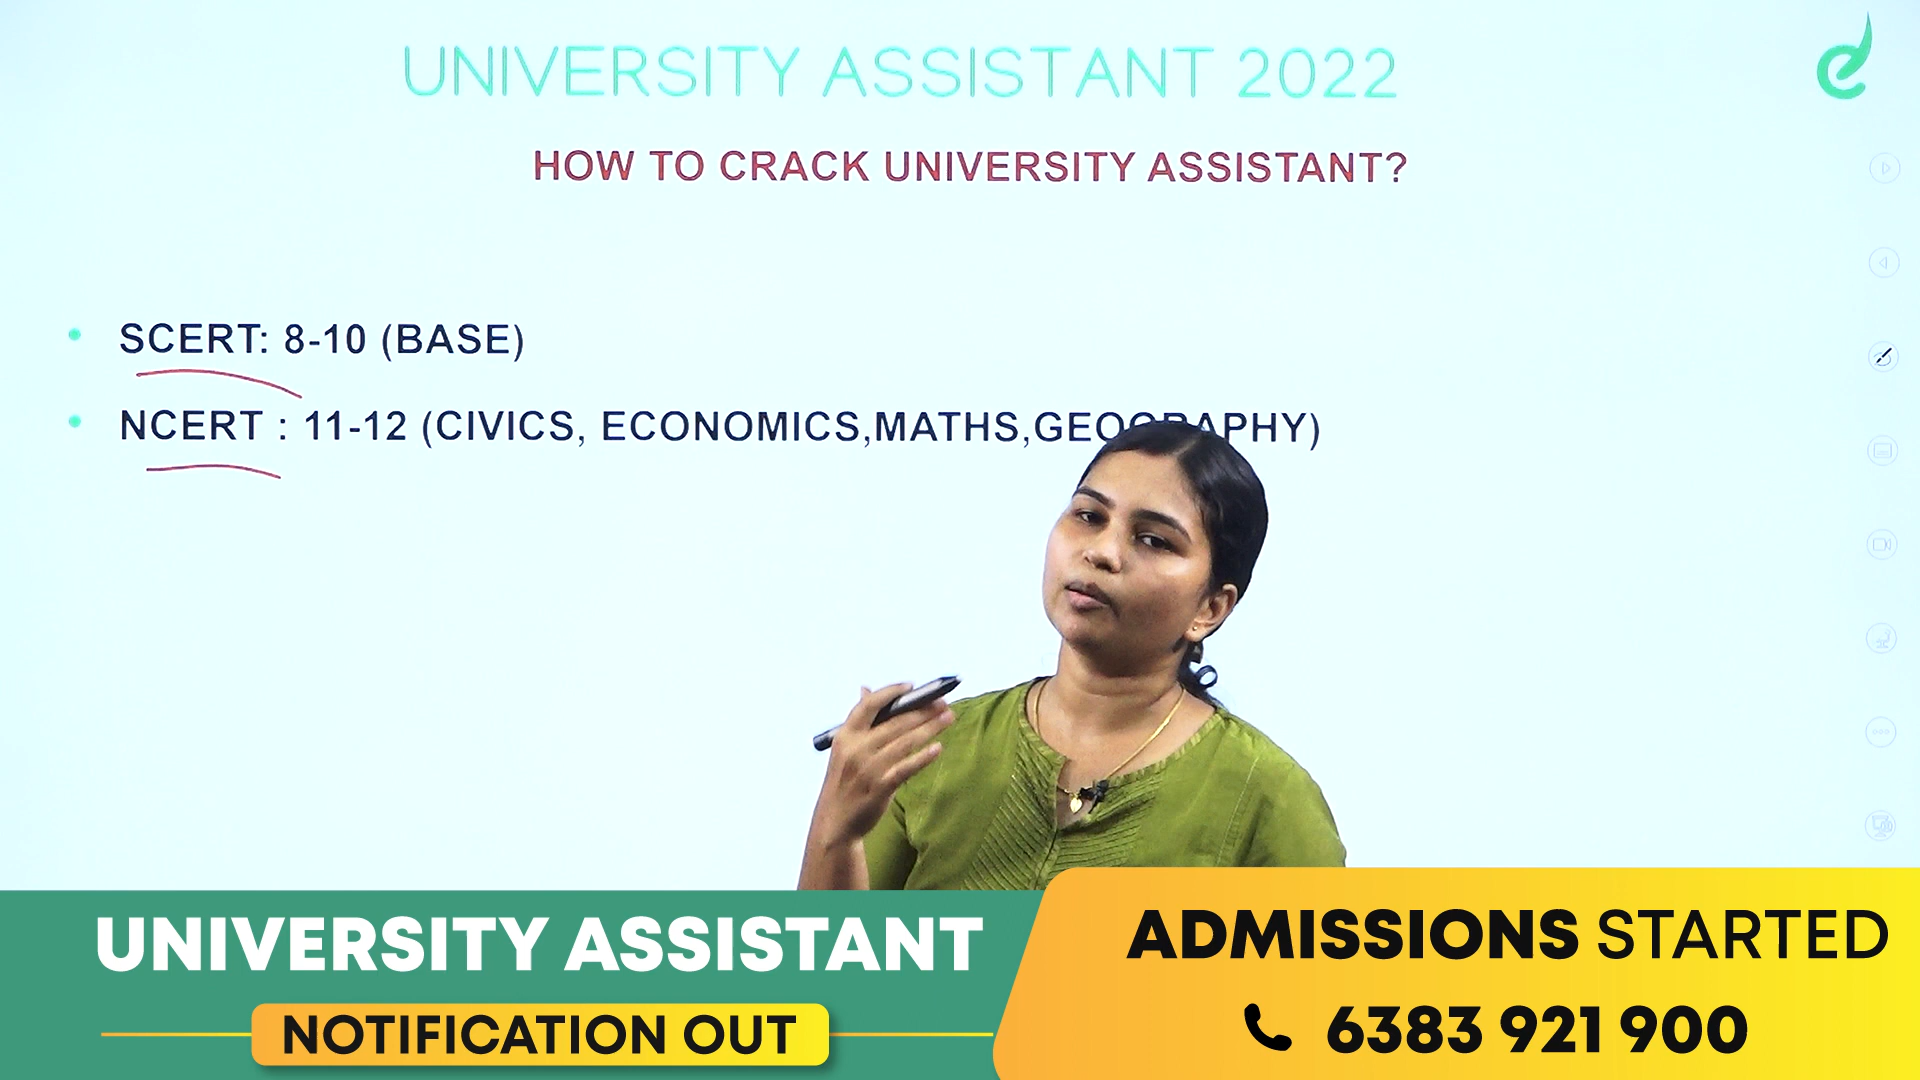 UNIVERSITY ASSISTANT 2022
HOW TO CRACK UNIVERSITY ASSISTANT?
• SCERT: 8-10 (BASE)
• NCERT : 11-12 (CIVICS, ECONOMICS,MATHS,GEOGRAPHY)
UNIVERSITY ASSISTANT
NOTIFICATION OUT
ADMISSIONS STARTED
6383 921 900